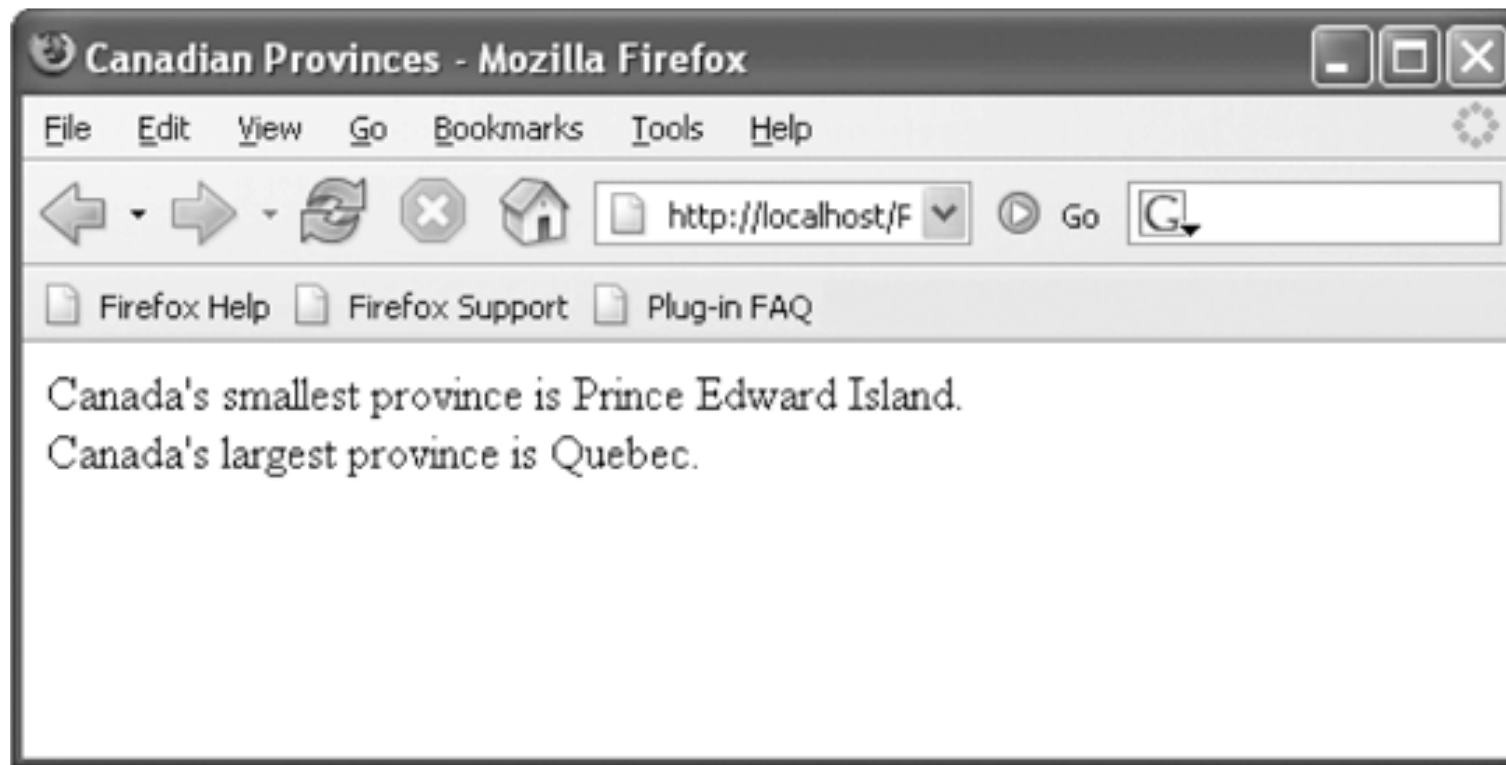 Canadian Provinces - Mozilla Firefox
File Edit View Go Bookmarks Tools Help
http://localhost/F Go G
Firefox Help Firefox Support Plug-in FAQ
Canada's smallest province is Prince Edward Island.
Canada's largest province is Quebec.